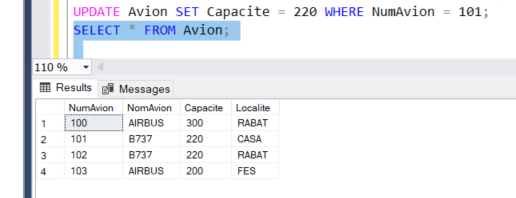 UPDATE Avion SET Capacite = 220 WHERE NumAvion = 101;
SELECT * FROM Avion;
110 %
Results Messages
NumAvion NomAvion Capacite Localite
1 100 AIRBUS 300 RABAT
2 101 B737 220 CASA
3 102 B737 220 RABAT
4 103 AIRBUS 200 FES